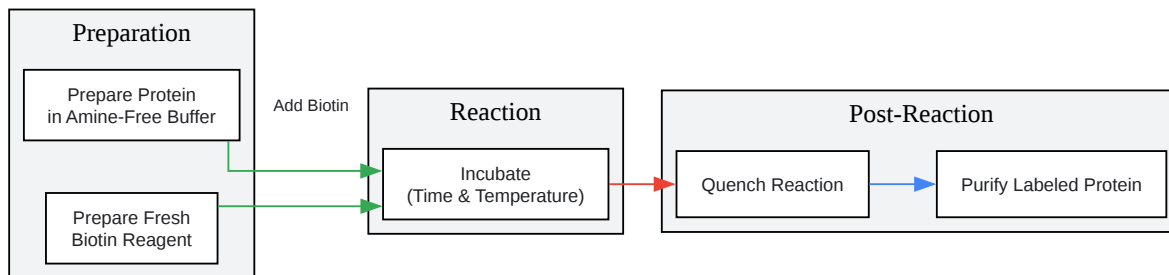 Preparation
Prepare Protein
in Amine-Free Buffer
Prepare Fresh
Biotin Reagent
Add Biotin
Reaction
Incubate
(Time & Temperature)
Post-Reaction
Quench Reaction
Purify Labeled Protein